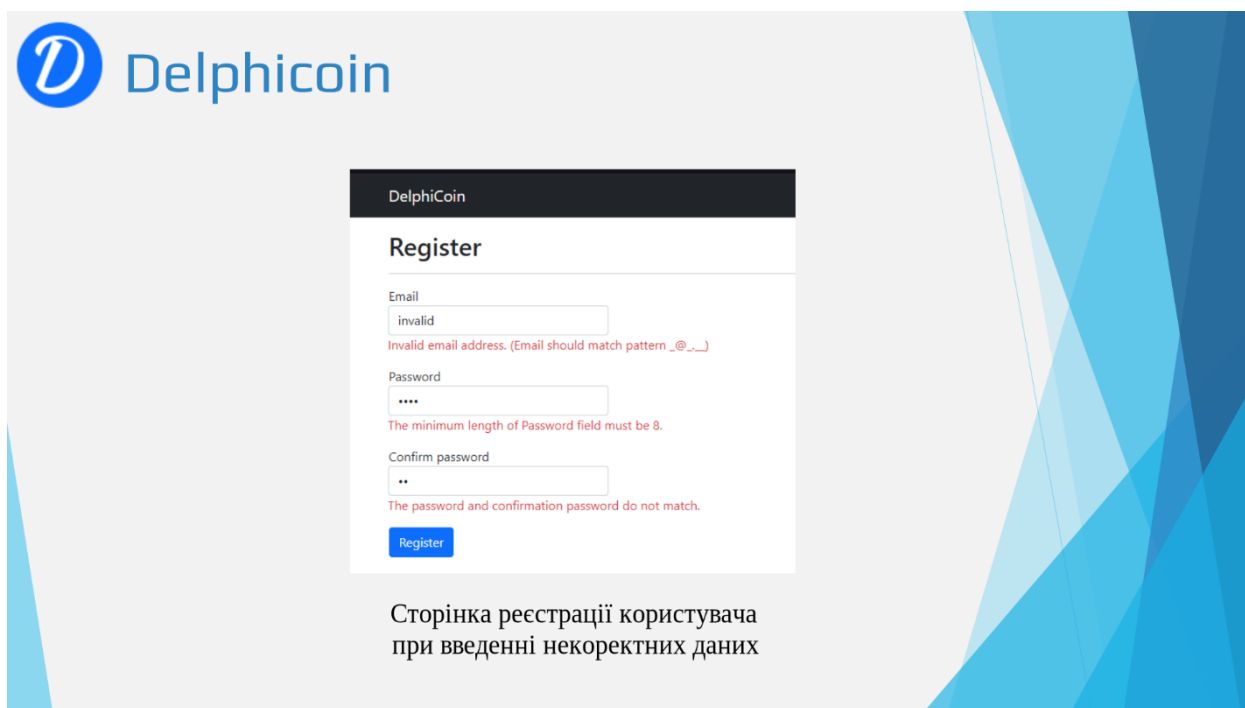 D Delphicoin
DelphiCoin
Register
Email
invalid
Invalid email address. (Email should match pattern _@_.__)
Password
••••
The minimum length of Password field must be 8.
Confirm password
••
The password and confirmation password do not match.
Register
Сторінка реєстрації користувача
при введенні некоректних даних